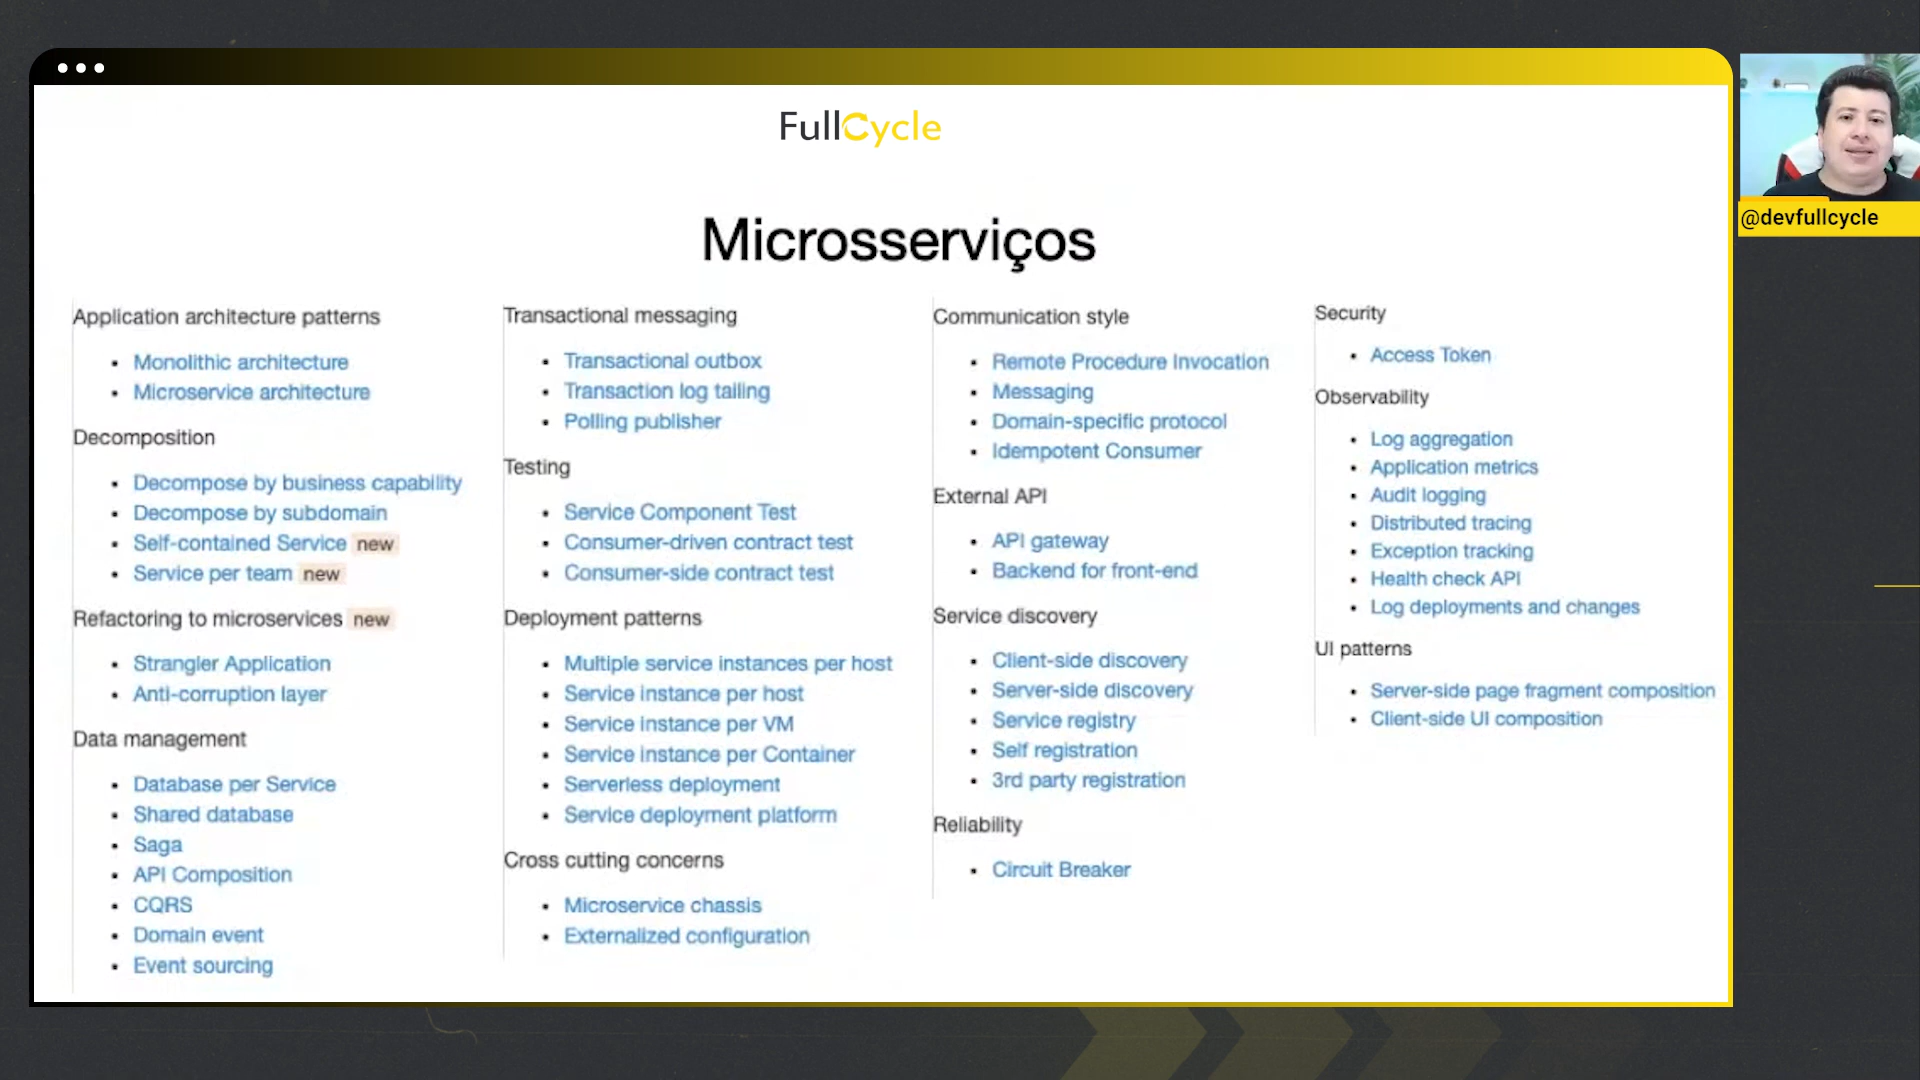 FullCycle
@devfullcycle
Microsserviços
Application architecture patterns
Monolithic architecture
Microservice architecture
Decomposition
Decompose by business capability
Decompose by subdomain
Self-contained Service new
Service per team new
Refactoring to microservices new
Strangler Application
Anti-corruption layer
Data management
Database per Service
Shared database
Saga
API Composition
CQRS
Domain event
Event sourcing
Transactional messaging
Transactional outbox
Transaction log tailing
Polling publisher
Testing
Service Component Test
Consumer-driven contract test
Consumer-side contract test
Deployment patterns
Multiple service instances per host
Service instance per host
Service instance per VM
Service instance per Container
Serverless deployment
Service deployment platform
Cross cutting concerns
Microservice chassis
Externalized configuration
Communication style
Remote Procedure Invocation
Messaging
Domain-specific protocol
Idempotent Consumer
External API
API gateway
Backend for front-end
Service discovery
Client-side discovery
Server-side discovery
Service registry
Self registration
3rd party registration
Reliability
Circuit Breaker
Security
Access Token
Observability
Log aggregation
Application metrics
Audit logging
Distributed tracing
Exception tracking
Health check API
Log deployments and changes
UI patterns
Server-side page fragment composition
Client-side UI composition